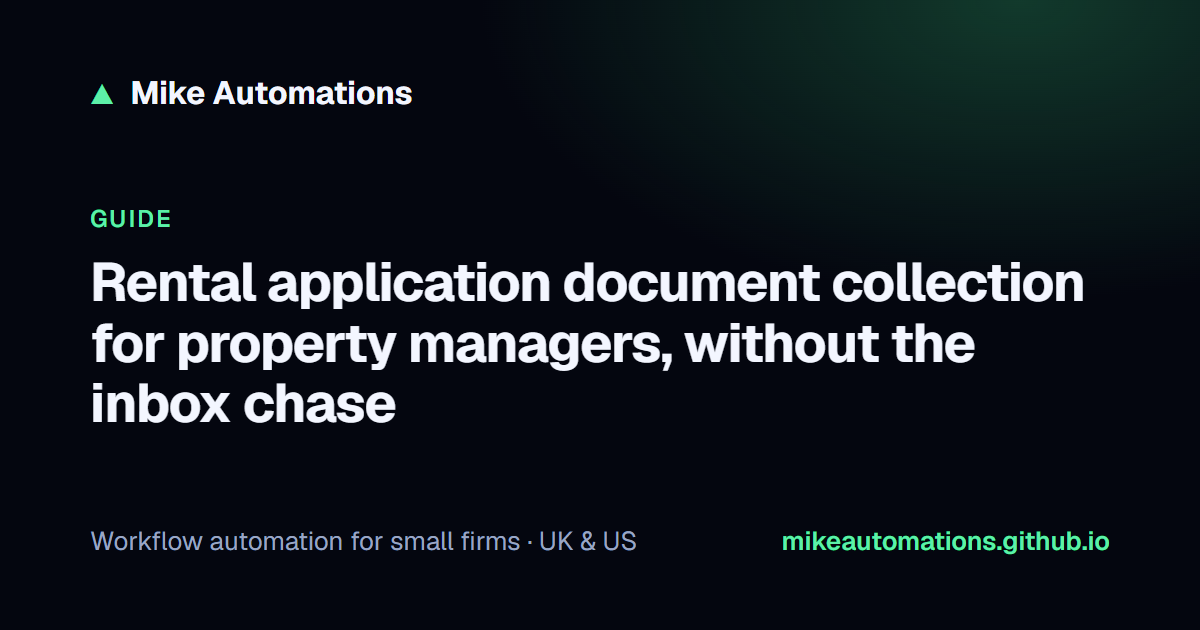 Mike Automations
GUIDE
Rental application document collection
for property managers, without the
inbox chase
Workflow automation for small firms · UK & US
mikeautomations.github.io